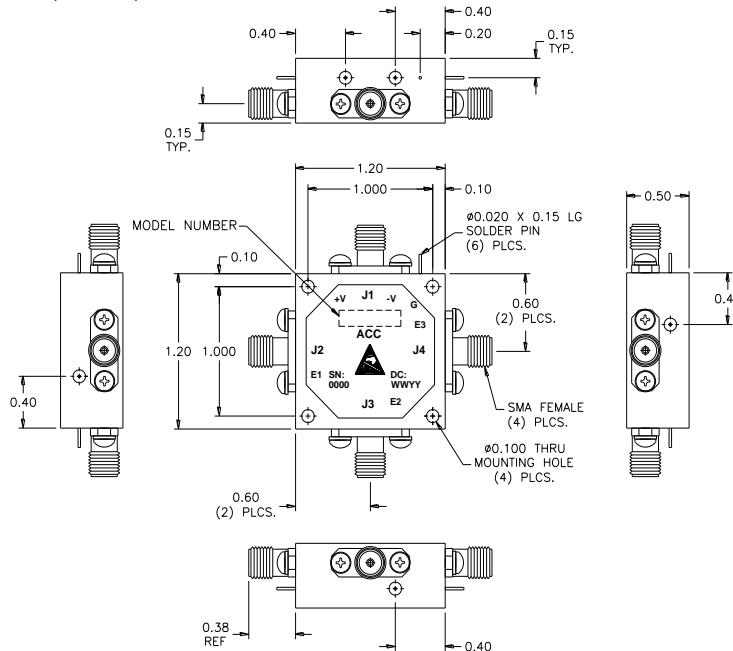 0.40
0.40
0.20
0.15
TYP.
0.15
TYP.
1.20
1.000
0.10
0.50
MODEL NUMBER
ø0.020 X 0.15 LG
SOLDER PIN
(6) PLCS.
0.10
+V J1 -V
G
E3
ACC
J2
J4
E1 SN:
0000
DC:
WWYY
J3
E2
1.20
1.000
0.60
(2) PLCS.
0.4
0.40
SMA FEMALE
(4) PLCS.
ø0.100 THRU
MOUNTING HOLE
(4) PLCS.
0.60
(2) PLCS.
0.38
REF
0.40